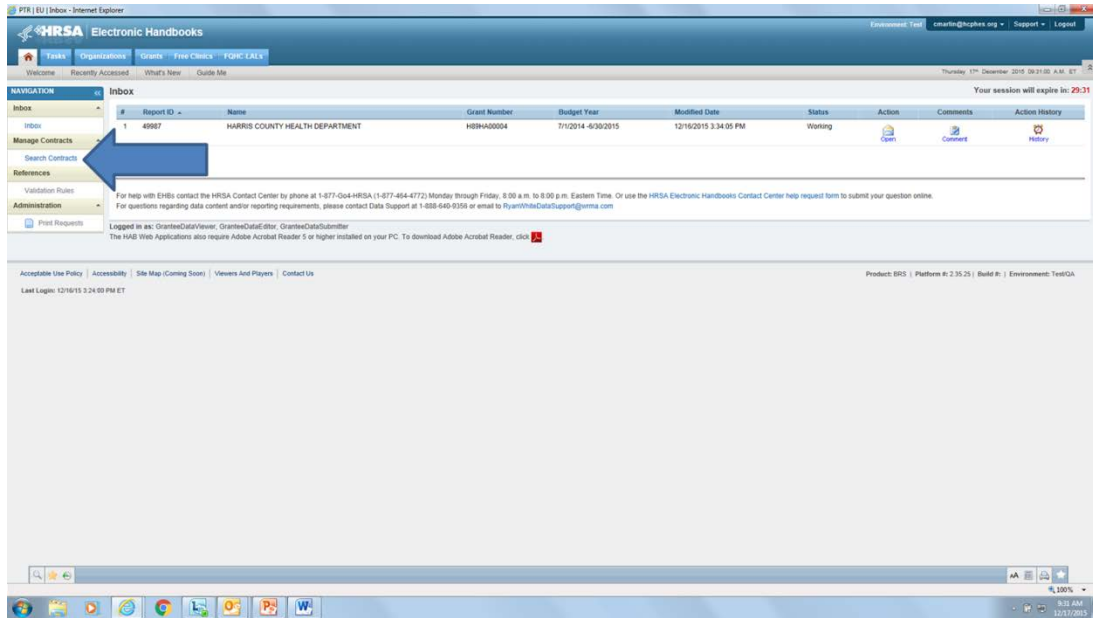 PTR | EU | Inbox - Internet Explorer
HRSA Electronic Handbooks
Environment: Test cmartin@hcphes.org Support Logout
Tasks Organizations Grants Free Clinics FQHC LALs
Welcome Recently Accessed What's New Guide Me
Thursday 17th December 2015 09:31:00 A.M. ET
NAVIGATION
Inbox
Your session will expire in: 29:31
Inbox
Inbox
Manage Contracts
Search Contracts
References
Validation Rules
Administration
Print Requests
# Report ID Name Grant Number Budget Year Modified Date Status Action Comments Action History
1 49987 HARRIS COUNTY HEALTH DEPARTMENT H89HA00004 7/1/2014 -6/30/2015 12/16/2015 3:34:05 PM Working Open Comment History
For help with EHBs contact the HRSA Contact Center by phone at 1-877-Go4-HRSA (1-877-464-4772) Monday through Friday, 8:00 a.m. to 8:00 p.m. Eastern Time. Or use the HRSA Electronic Handbooks Contact Center help request form to submit your question online.
For questions regarding data content and/or reporting requirements, please contact Data Support at 1-888-640-9356 or email to RyanWhiteDataSupport@wrma.com
Logged in as: GranteeDataViewer, GranteeDataEditor, GranteeDataSubmitter
The HAB Web Applications also require Adobe Acrobat Reader 5 or higher installed on your PC. To download Adobe Acrobat Reader, click
Acceptable Use Policy | Accessibility | Site Map (Coming Soon) | Viewers And Players | Contact Us
Product: BRS | Platform #: 2.35.25 | Build #: | Environment: Test/QA
Last Login: 12/16/15 3:24:00 PM ET
100%
9:31 AM
12/17/2015